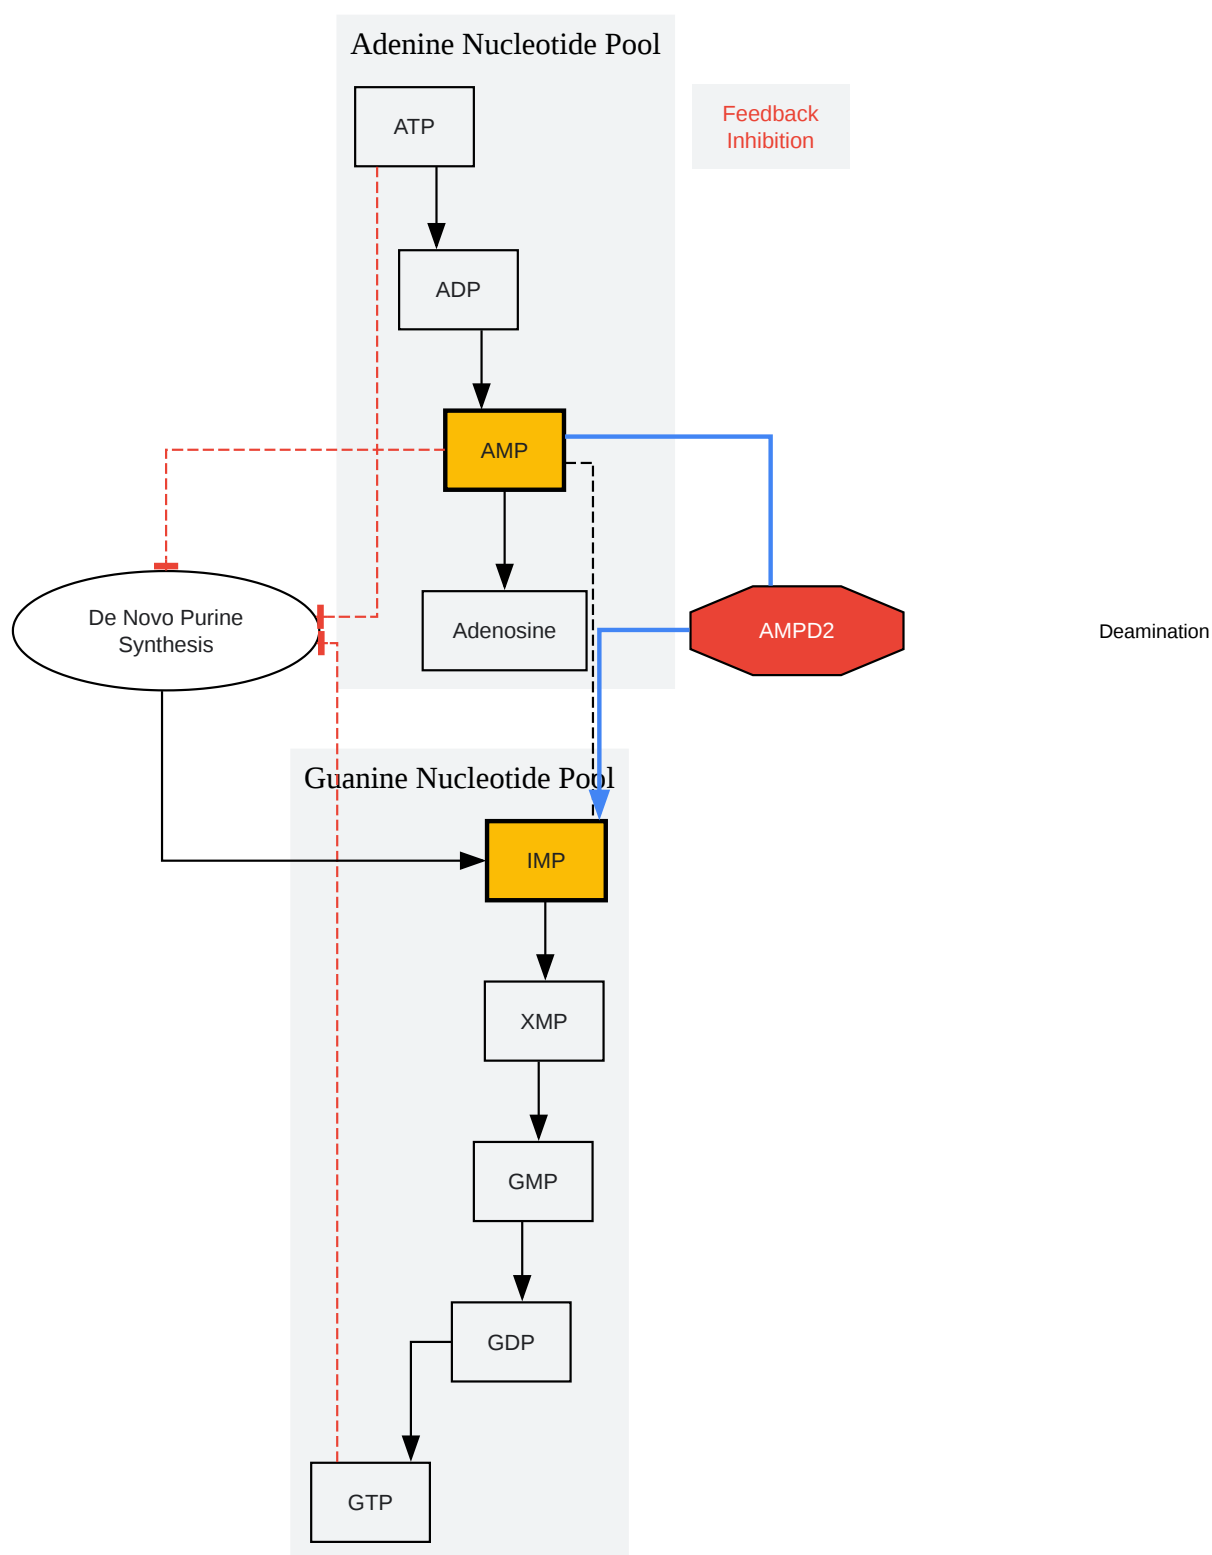 Adenine Nucleotide Pool
ATP
Feedback
Inhibition
ADP
AMP
De Novo Purine
Synthesis
Adenosine
AMPD2
Deamination
Guanine Nucleotide Pool
IMP
XMP
GMP
GDP
GTP